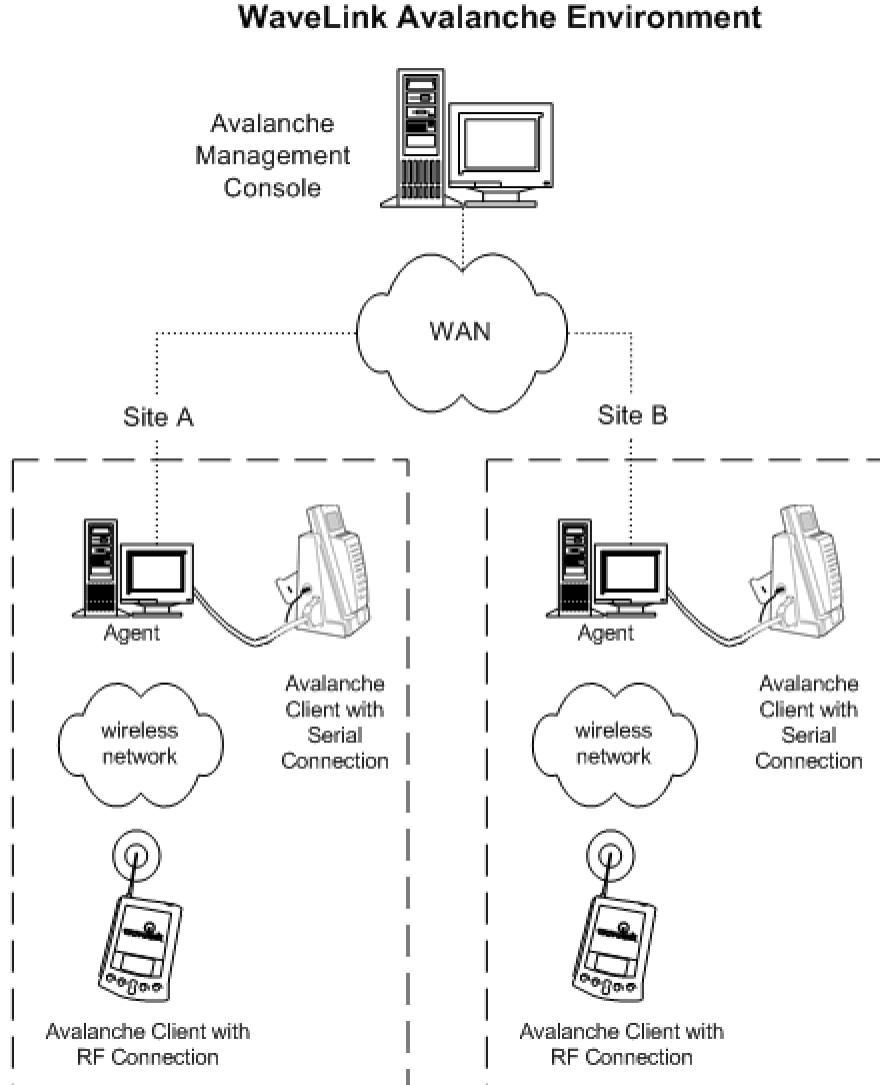 WaveLink Avalanche Environment
Avalanche
Management
Console
WAN
Site A
Site B
Agent
Avalanche
Client with
Serial
Connection
wireless
network
Avalanche Client with
RF Connection
Agent
Avalanche
Client with
Serial
Connection
wireless
network
Avalanche Client with
RF Connection